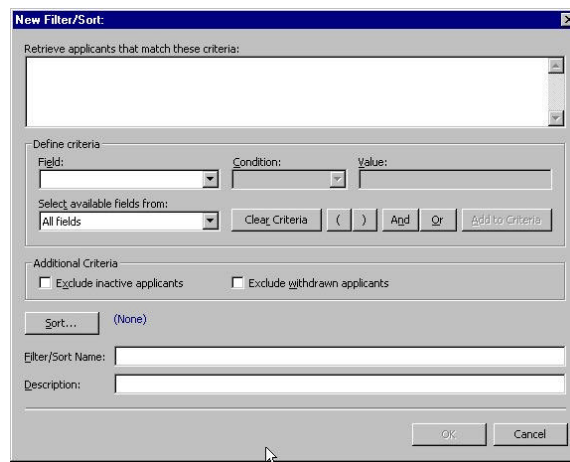 New Filter/Sort:
Retrieve applicants that match these criteria:
Define criteria
Field: Condition: Value:
Select available fields from:
All fields Clear Criteria ( ) And Or Add to Criteria
Additional Criteria
Exclude inactive applicants Exclude withdrawn applicants
Sort... (None)
Filter/Sort Name:
Description:
OK Cancel